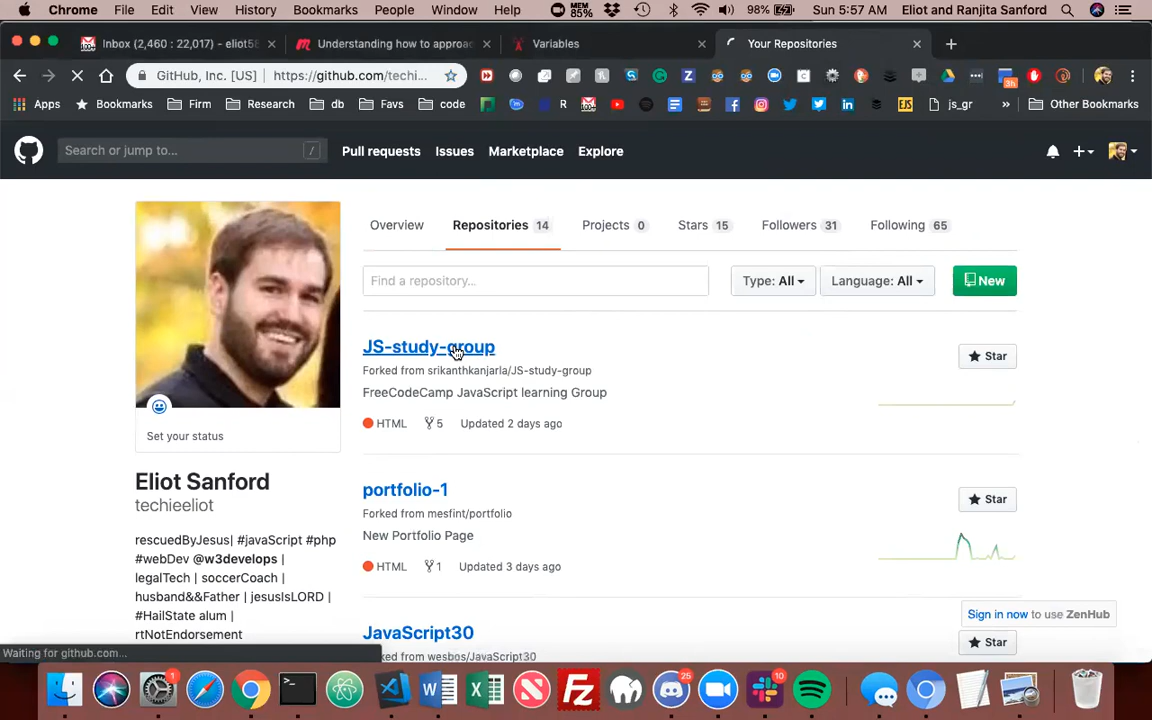 Chrome File Edit View History Bookmarks People Window Help MEM 85% 98% Sun 5:57 AM Eliot and Ranjita Sanford
Inbox (2,460 : 22,017) - eliot5 Understanding how to approa Variables Your Repositories
GitHub, Inc. [US] https://github.com/techi...
Apps Bookmarks Firm Research db Favs code R EJS js_gr » Other Bookmarks
Search or jump to... / Pull requests Issues Marketplace Explore
Overview Repositories 14 Projects 0 Stars 15 Followers 31 Following 65
Find a repository... Type: All Language: All New
JS-study-group
Star
Forked from srikanthkanjarla/JS-study-group
FreeCodeCamp JavaScript learning Group
HTML 5 Updated 2 days ago
Set your status
Eliot Sanford
techieeliot
rescuedByJesus| #javaScript #php
#webDev @w3develops |
legalTech | soccerCoach |
husband&&Father | jesusIsLORD |
#HailState alum |
rtNotEndorsement
portfolio-1
Star
Forked from mesfint/portfolio
New Portfolio Page
HTML 1 Updated 3 days ago
Sign in now to use ZenHub
JavaScript30
Star
ked from wesbos/JavaScript30
Waiting for github.com...